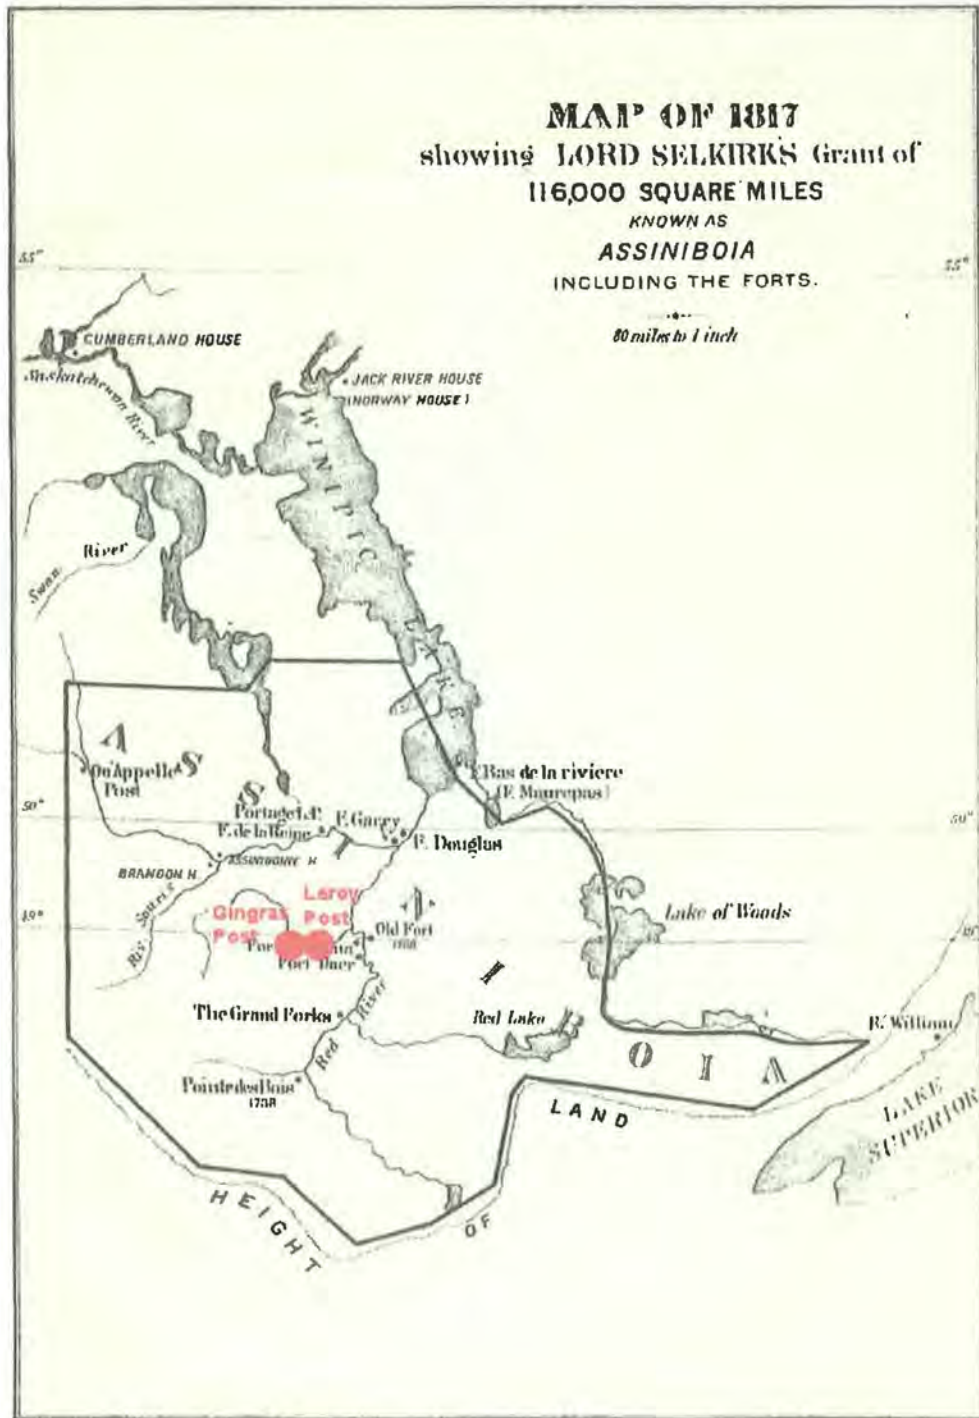 MAP OF 1817
showing LORD SELKIRKS Grant of
116,000 SQUARE MILES
KNOWN AS
ASSINIBOIA
INCLUDING THE FORTS.
80 miles to 1 inch
55°
55°
CUMBERLAND HOUSE
Saskatchewan River
JACK RIVER HOUSE
(NORWAY HOUSE)
WINIPIC
LAKE
Swan River
A
S
S
I
Qu'Appelle
Post
50°
50°
Portage
F. de la Reine
F. Garry
F. Douglas
Bas de la riviere
(F. Maurepas)
BRANDON H
ASSINIBOINE H
Riv. Souris
49°
Gingras
Post
Leroy
Post
Old Fort
Fort Daer
A
I
Lake of Woods
The Grand Forks
Red River
Red Lake
F. William
O I A
Pointe des Bois
1738
LAKE
SUPERIOR
HEIGHT OF LAND